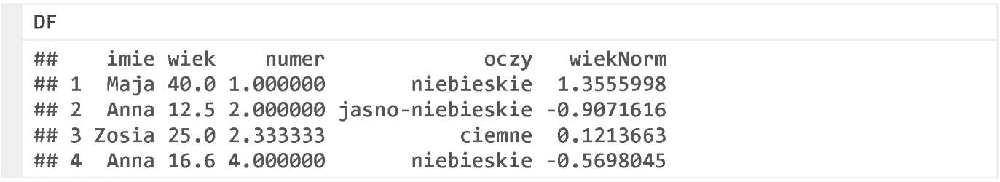 DF
##    imie wiek    numer             oczy   wiekNorm
## 1  Maja 40.0 1.000000       niebieskie  1.3555998
## 2  Anna 12.5 2.000000 jasno-niebieskie -0.9071616
## 3 Zosia 25.0 2.333333           ciemne  0.1213663
## 4  Anna 16.6 4.000000       niebieskie -0.5698045